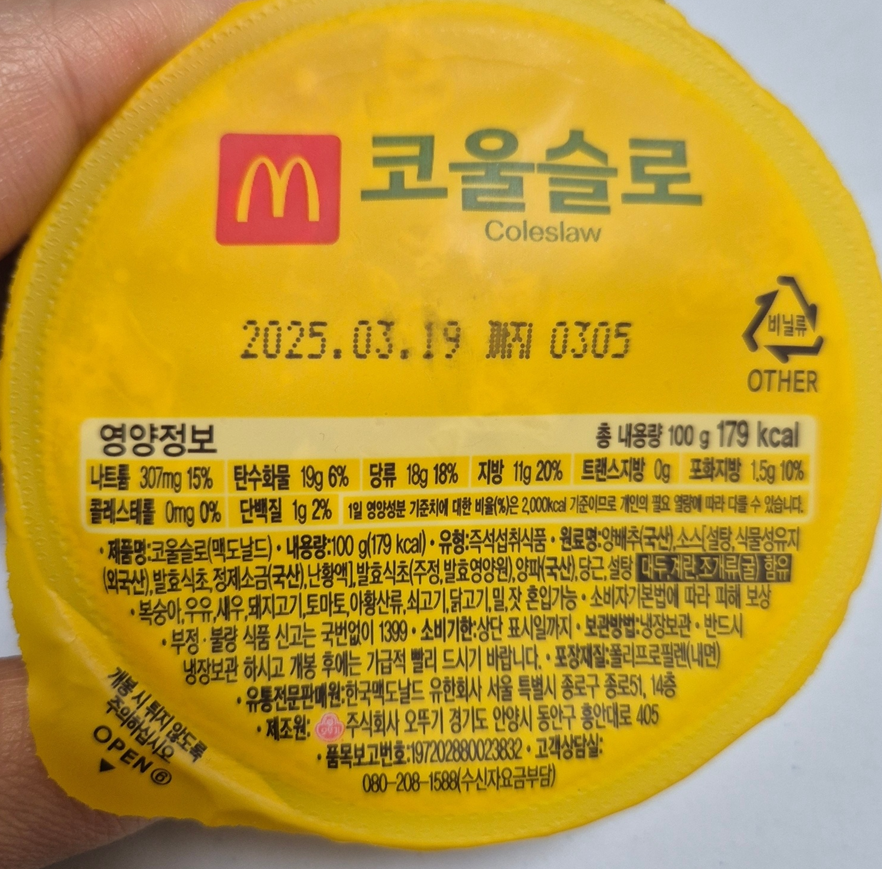 M 코울슬로
Coleslaw
2025.03.19 까지 0305
비닐류
OTHER
영양정보 총 내용량 100 g 179 kcal
나트륨 307mg 15% 탄수화물 19g 6% 당류 18g 18% 지방 11g 20% 트랜스지방 0g 포화지방 1.5g 10%
콜레스테롤 0mg 0% 단백질 1g 2% 1일 영양성분 기준치에 대한 비율(%)은 2,000kcal 기준이므로 개인의 필요 열량에 따라 다를 수 있습니다.
• 제품명:코울슬로(맥도날드) • 내용량:100 g(179 kcal) • 유형:즉석섭취식품 • 원료명:양배추(국산),소스[설탕,식물성유지
(외국산),발효식초,정제소금(국산),난황액],발효식초(주정,발효영양원),양파(국산),당근,설탕 대두,계란,조개류(굴) 함유
• 복숭아,우유,새우,돼지고기,토마토,아황산류,쇠고기,닭고기,밀,잣 혼입가능 • 소비자기본법에 따라 피해 보상
• 부정 · 불량 식품 신고는 국번없이 1399 • 소비기한:상단 표시일까지 • 보관방법:냉장보관 • 반드시
냉장보관 하시고 개봉 후에는 가급적 빨리 드시기 바랍니다. • 포장재질:폴리프로필렌(내면)
• 유통전문판매원:한국맥도날드 유한회사 서울 특별시 종로구 종로51, 14층
• 제조원: 주식회사 오뚜기 경기도 안양시 동안구 흥안대로 405
• 품목보고번호:197202880023832 • 고객상담실:
080-208-1588(수신자요금부담)
개봉 시 튀지 않도록
주의하십시오
OPEN⑥